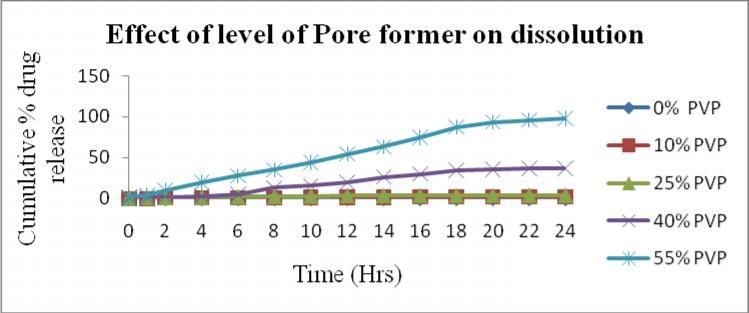 Effect of level of Pore former on dissolution
Cumulative % drug
release
150
100
50
0
0 2 4 6 8 10 12 14 16 18 20 22 24
Time (Hrs)
0% PVP
10% PVP
25% PVP
40% PVP
55% PVP